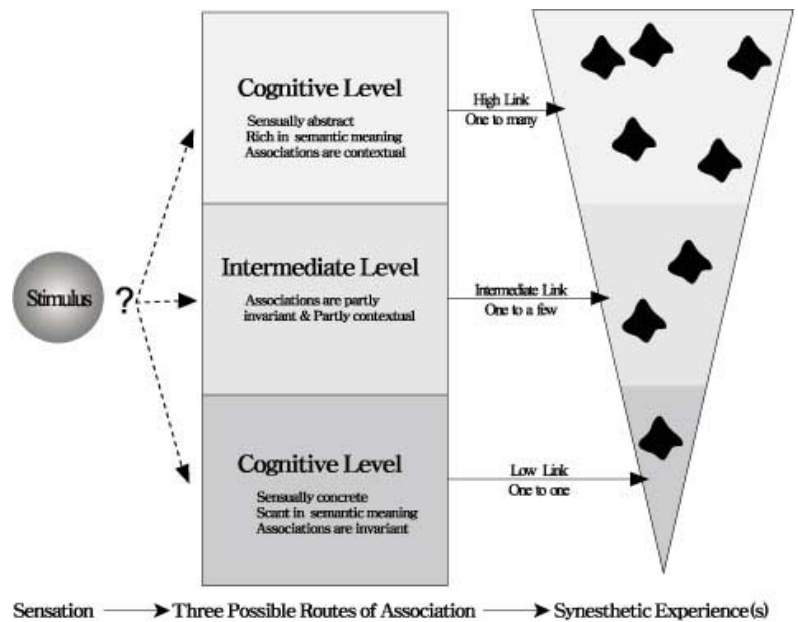 Stimulus
?
Cognitive Level
Sensually abstract
Rich in semantic meaning
Associations are contextual
High Link
One to many
Intermediate Level
Associations are partly
invariant & Partly contextual
Intermediate Link
One to a few
Cognitive Level
Sensually concrete
Scant in semantic meaning
Associations are invariant
Low Link
One to one
Sensation Three Possible Routes of Association Synesthetic Experience(s)